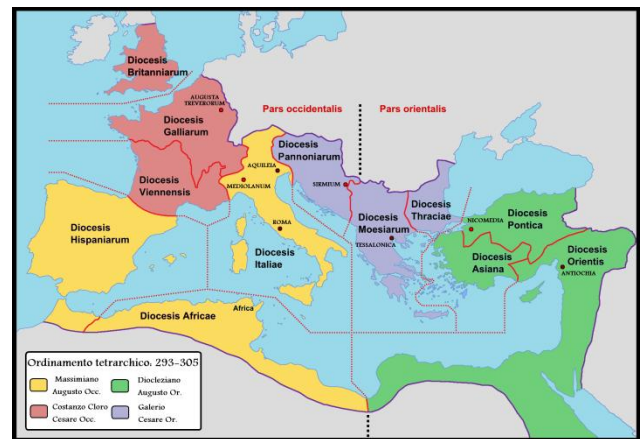 Diocesis
Britanniarum
AUGUSTA
TREVERORUM
Pars occidentalis
Pars orientalis
Diocesis
Galliarum
Diocesis
Pannoniarum
AQUILEIA
Diocesis
Viennensis
MEDIOLANUM
SIRMIUM
Diocesis
Thraciae
Diocesis
Pontica
NICOMEDIA
Diocesis
Hispaniarum
ROMA
Diocesis
Moesiarum
TESSALONICA
Diocesis
Asiana
Diocesis
Orientis
ANTIOCHIA
Diocesis
Italiae
Diocesis Africae
Africa
Ordinamento tetrarchico: 293-305
Massimiano
Augusto Occ.
Diocleziano
Augusto Or.
Costanzo Cloro
Cesare Occ.
Galerio
Cesare Or.